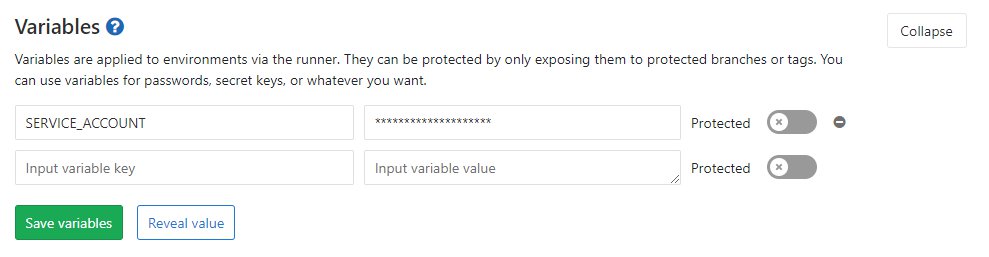 Variables ?
Collapse
Variables are applied to environments via the runner. They can be protected by only exposing them to protected branches or tags. You
can use variables for passwords, secret keys, or whatever you want.
SERVICE_ACCOUNT ******************** Protected
Input variable key Input variable value Protected
Save variables Reveal value